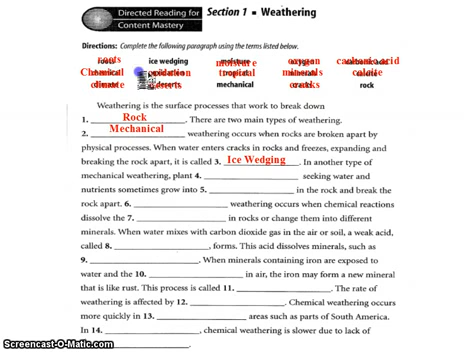 Directed Reading for
Content Mastery
Section 1 ▪ Weathering
Directions: Complete the following paragraph using the terms listed below.
roots ice wedging moisture oxygen carbonic acid
Chemical oxidation tropical minerals calcite
climate deserts mechanical cracks rock
Weathering is the surface processes that work to break down
1. Rock. There are two main types of weathering.
2. Mechanical weathering occurs when rocks are broken apart by
physical processes. When water enters cracks in rocks and freezes, expanding and
breaking the rock apart, it is called 3. Ice Wedging. In another type of
mechanical weathering, plant 4. seeking water and
nutrients sometimes grow into 5. in the rock and break the
rock apart. 6. weathering occurs when chemical reactions
dissolve the 7. in rocks or change them into different
minerals. When water mixes with carbon dioxide gas in the air or soil, a weak acid,
called 8. , forms. This acid dissolves minerals, such as
9. . When minerals containing iron are exposed to
water and the 10. in air, the iron may form a new mineral
that is like rust. This process is called 11. . The rate of
weathering is affected by 12. . Chemical weathering occurs
more quickly in 13. areas such as parts of South America.
In 14. , chemical weathering is slower due to lack of
Screencast-O-Matic.com